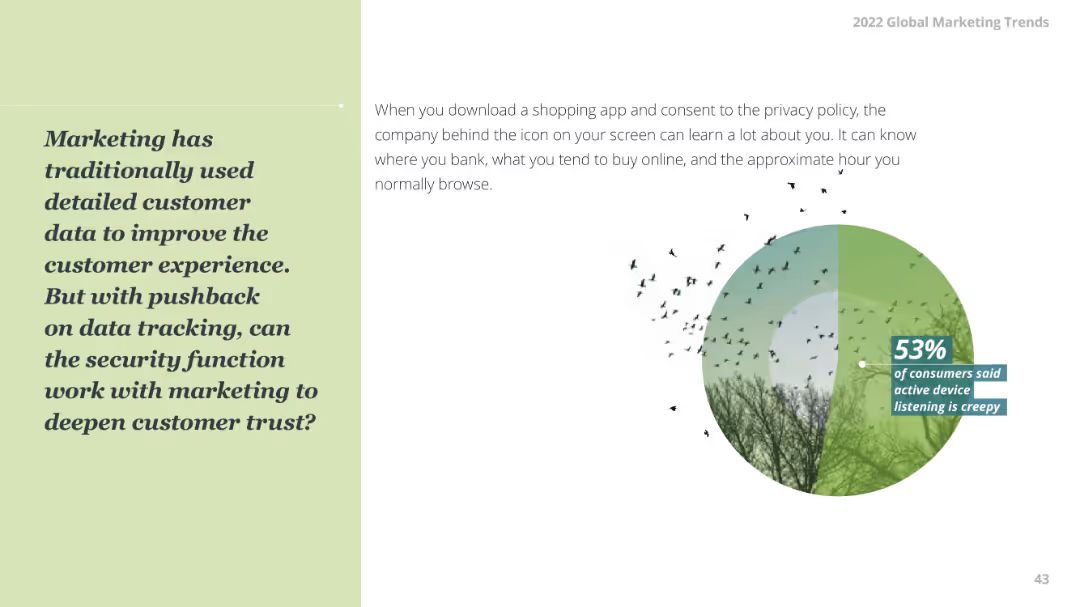 2022 Global Marketing Trends
Marketing has
traditionally used
detailed customer
data to improve the
customer experience.
But with pushback
on data tracking, can
the security function
work with marketing to
deepen customer trust?
When you download a shopping app and consent to the privacy policy, the
company behind the icon on your screen can learn a lot about you. It can know
where you bank, what you tend to buy online, and the approximate hour you
normally browse.
53%
of consumers said
active device
listening is creepy
43